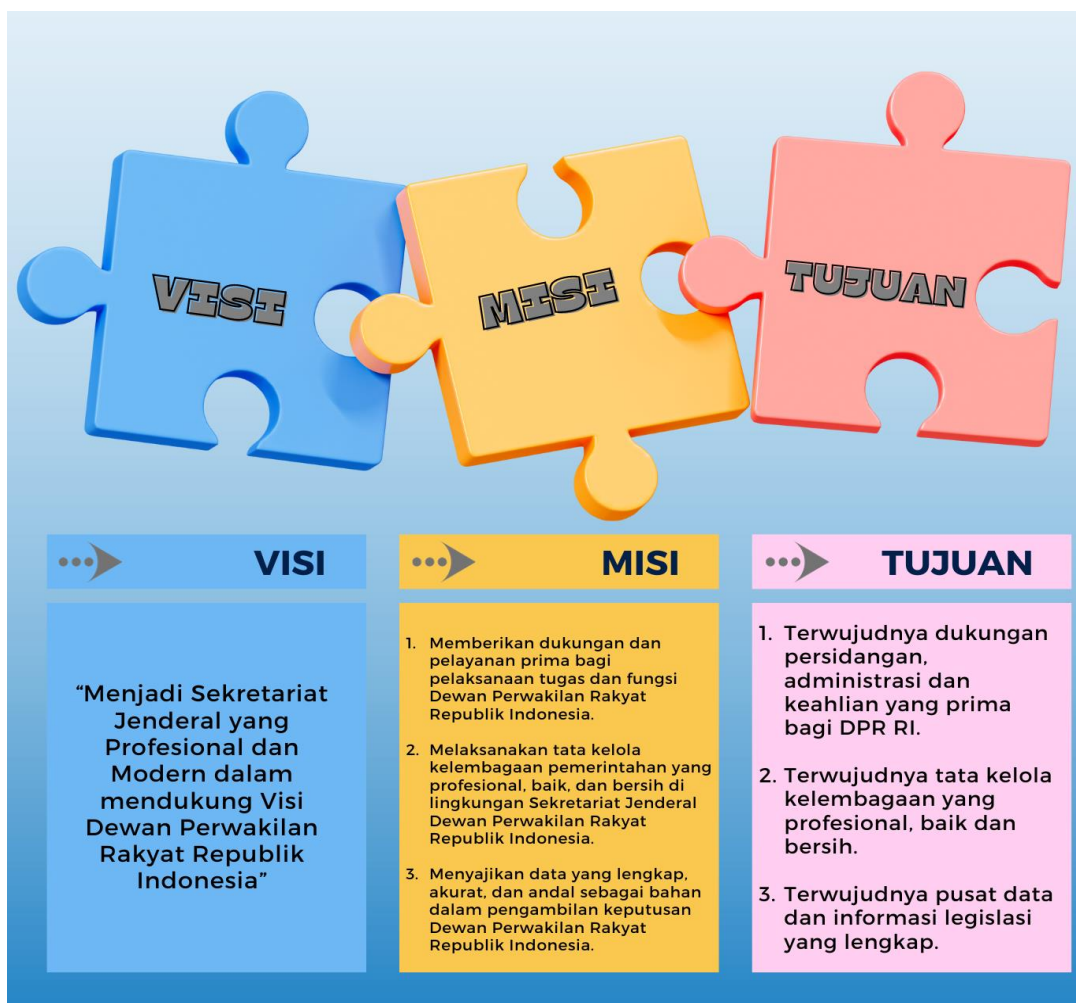 VISI
MISI
TUJUAN
VISI
“Menjadi Sekretariat
Jenderal yang
Profesional dan
Modern dalam
mendukung Visi
Dewan Perwakilan
Rakyat Republik
Indonesia”
MISI
1. Memberikan dukungan dan
pelayanan prima bagi
pelaksanaan tugas dan fungsi
Dewan Perwakilan Rakyat
Republik Indonesia.
2. Melaksanakan tata kelola
kelembagaan pemerintahan yang
profesional, baik, dan bersih di
lingkungan Sekretariat Jenderal
Dewan Perwakilan Rakyat
Republik Indonesia.
3. Menyajikan data yang lengkap,
akurat, dan andal sebagai bahan
dalam pengambilan keputusan
Dewan Perwakilan Rakyat
Republik Indonesia.
TUJUAN
1. Terwujudnya dukungan
persidangan,
administrasi dan
keahlian yang prima
bagi DPR RI.
2. Terwujudnya tata kelola
kelembagaan yang
profesional, baik dan
bersih.
3. Terwujudnya pusat data
dan informasi legislasi
yang lengkap.